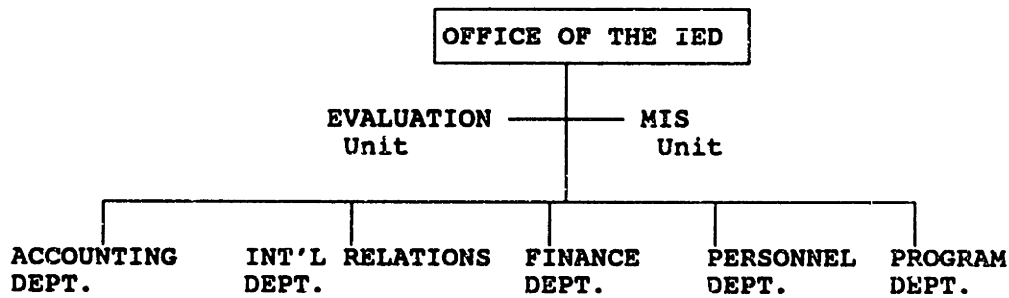 OFFICE OF THE IED
EVALUATION MIS
Unit Unit
ACCOUNTING INT'L RELATIONS FINANCE PERSONNEL PROGRAM
DEPT. DEPT. DEPT. DEPT. DEPT.